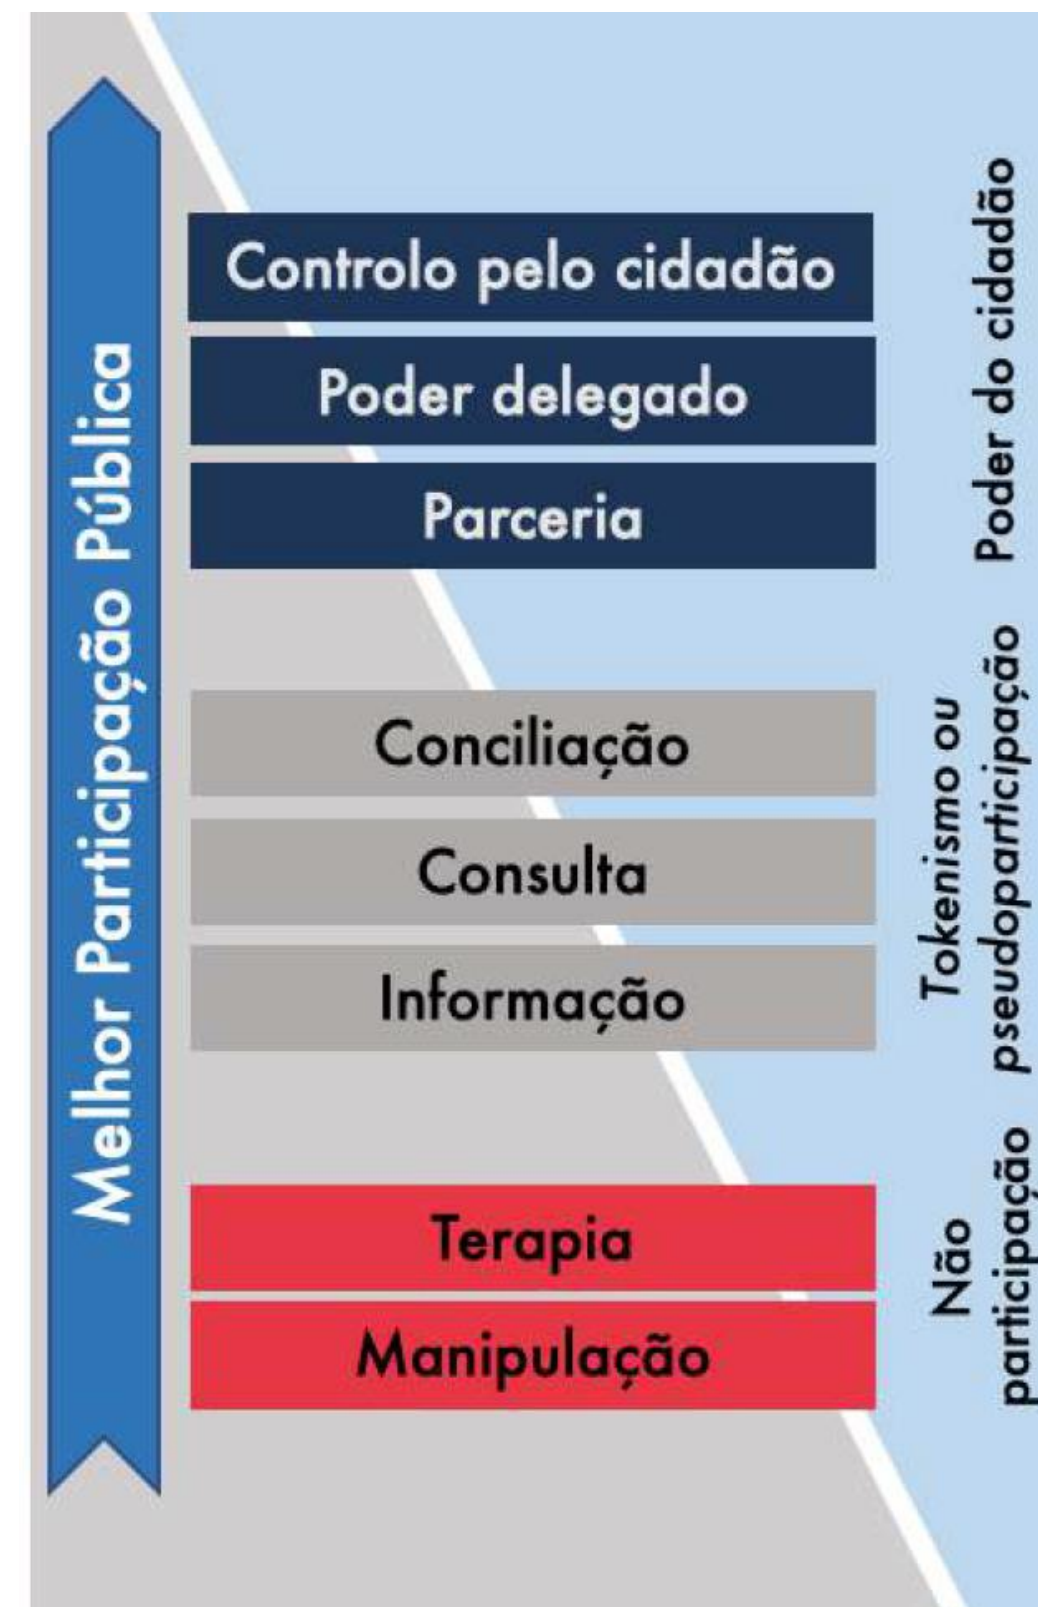 Melhor Participação Pública
Controlo pelo cidadão
Poder delegado
Parceria
Poder do cidadão
Conciliação
Consulta
Informação
Tokenismo ou
pseudoparticipação
Terapia
Manipulação
Não
participação